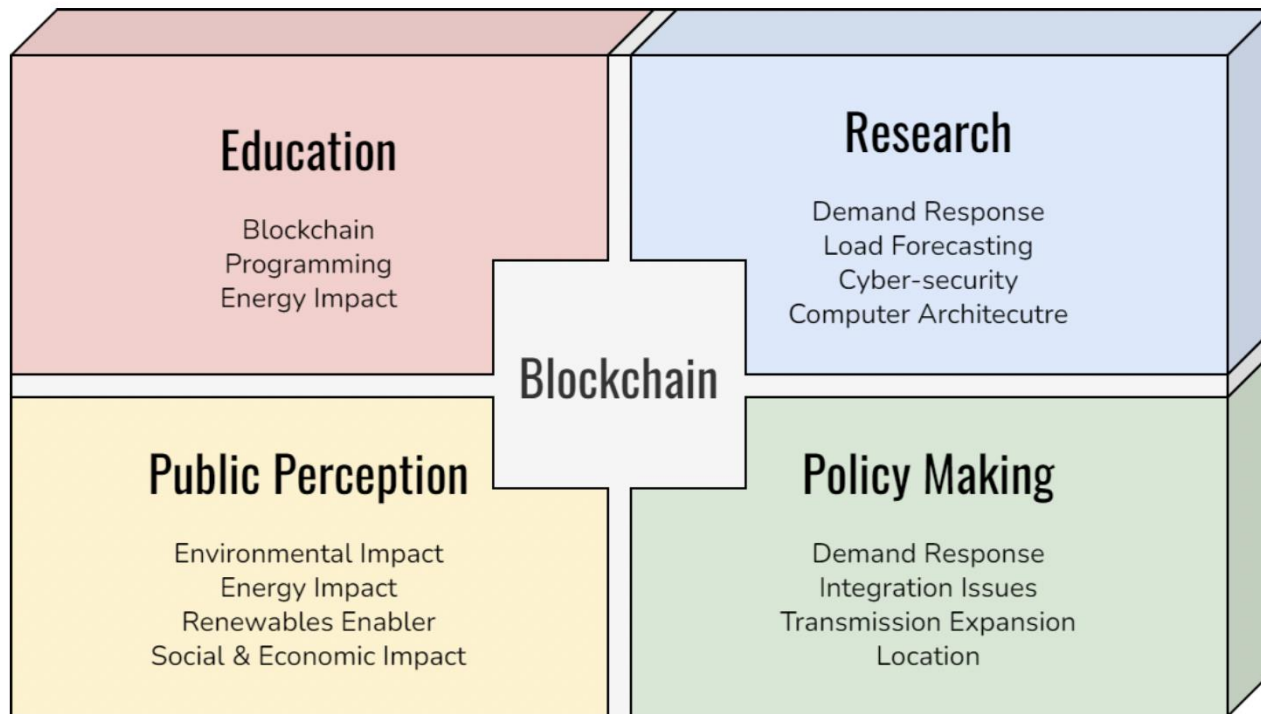 Education
Blockchain
Programming
Energy Impact
Research
Demand Response
Load Forecasting
Cyber-security
Computer Architecutre
Blockchain
Public Perception
Environmental Impact
Energy Impact
Renewables Enabler
Social & Economic Impact
Policy Making
Demand Response
Integration Issues
Transmission Expansion
Location